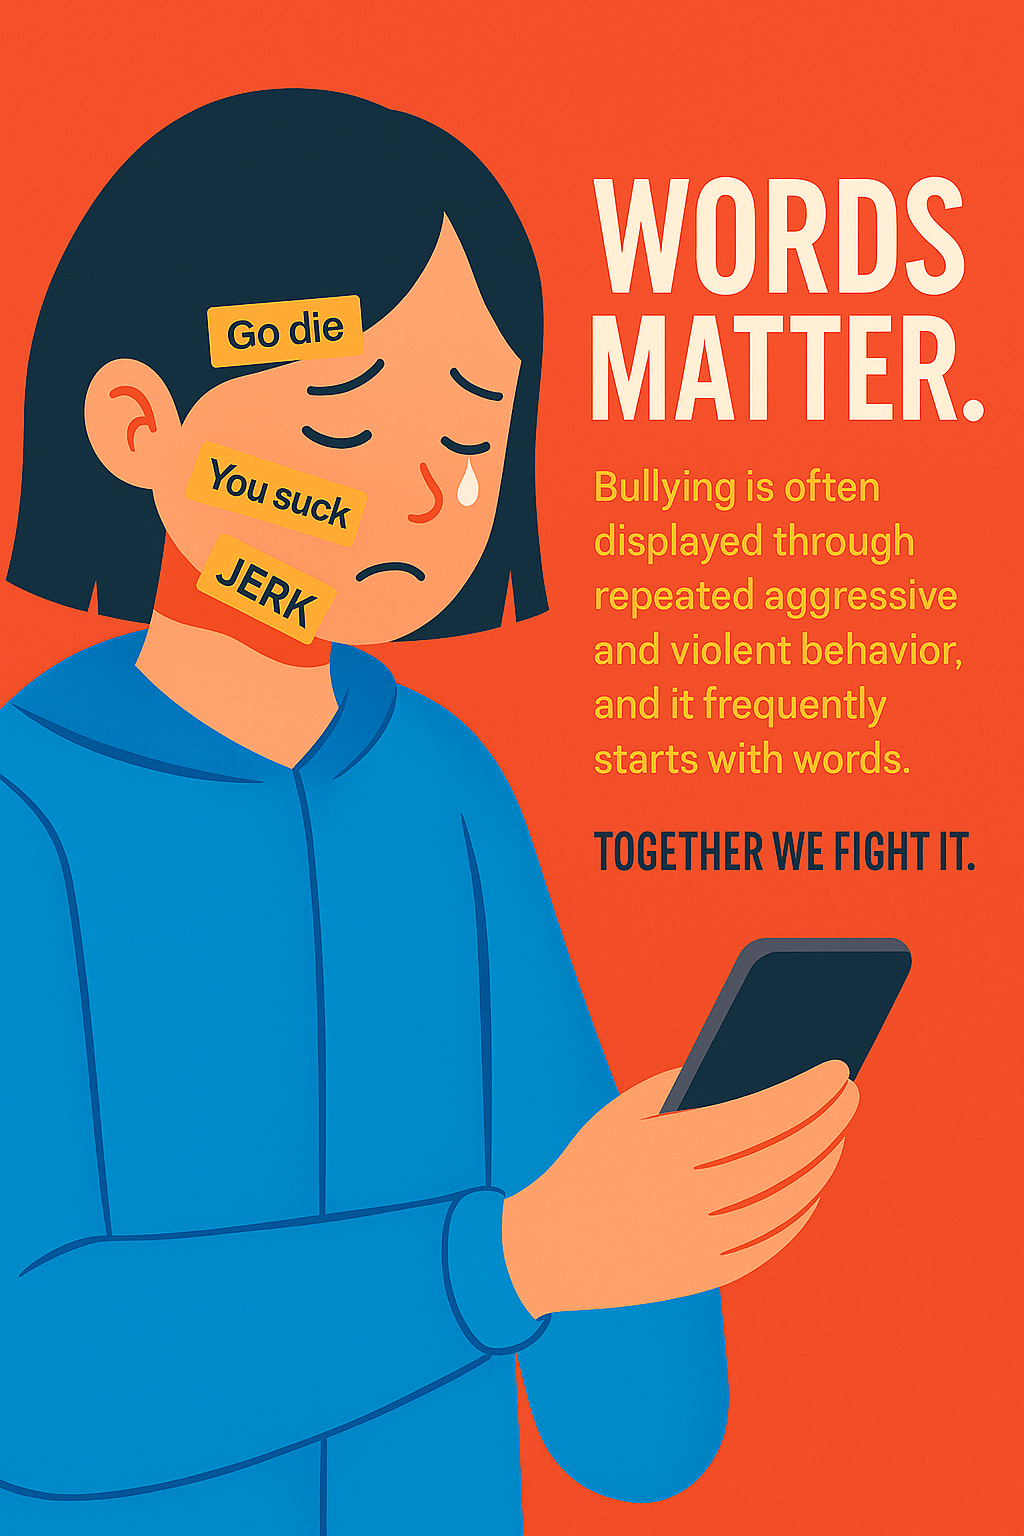 Go die
You suck
JERK
WORDS
MATTER.
Bullying is often
displayed through
repeated aggressive
and violent behavior,
and it frequently
starts with words.
TOGETHER WE FIGHT IT.